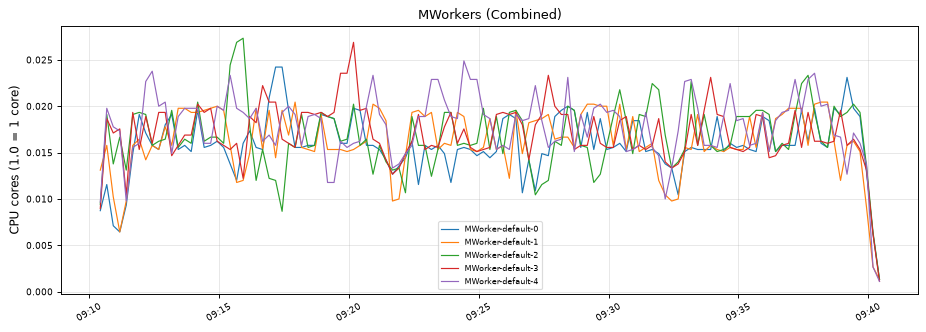 MWorkers (Combined)
CPU cores (1.0 = 1 core)
0.025
0.020
0.015
0.010
0.005
0.000
MWorker-default-0
MWorker-default-1
MWorker-default-2
MWorker-default-3
MWorker-default-4
09:10
09:15
09:20
09:25
09:30
09:35
09:40